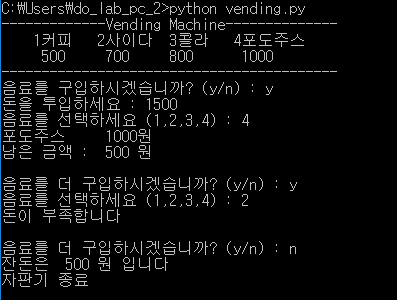 C:\Users\do_lab_pc_2>python vending.py
--------------Vending Machine---------------
1커피 2사이다 3콜라 4포도주스
500 700 800 1000
--------------------------------------------
음료를 구입하시겠습니까? (y/n) : y
돈을 투입하세요 : 1500
음료를 선택하세요 (1,2,3,4) : 4
포도주스 1000원
남은 금액 : 500 원
음료를 더 구입하시겠습니까? (y/n) : y
음료를 선택하세요 (1,2,3,4) : 2
돈이 부족합니다
음료를 더 구입하시겠습니까? (y/n) : n
잔돈은 500 원 입니다
자판기 종료